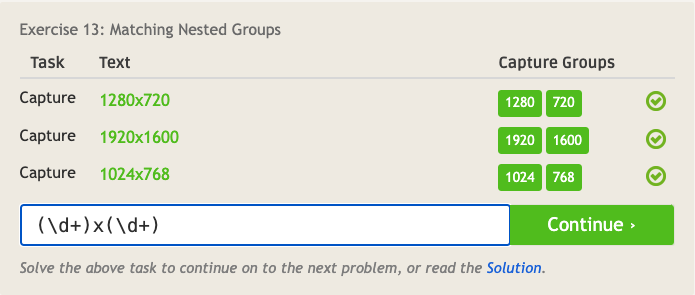 Exercise 13: Matching Nested Groups
Task Text Capture Groups
Capture 1280x720 1280 720
Capture 1920x1600 1920 1600
Capture 1024x768 1024 768
(\d+)x(\d+) Continue ›
Solve the above task to continue on to the next problem, or read the Solution.